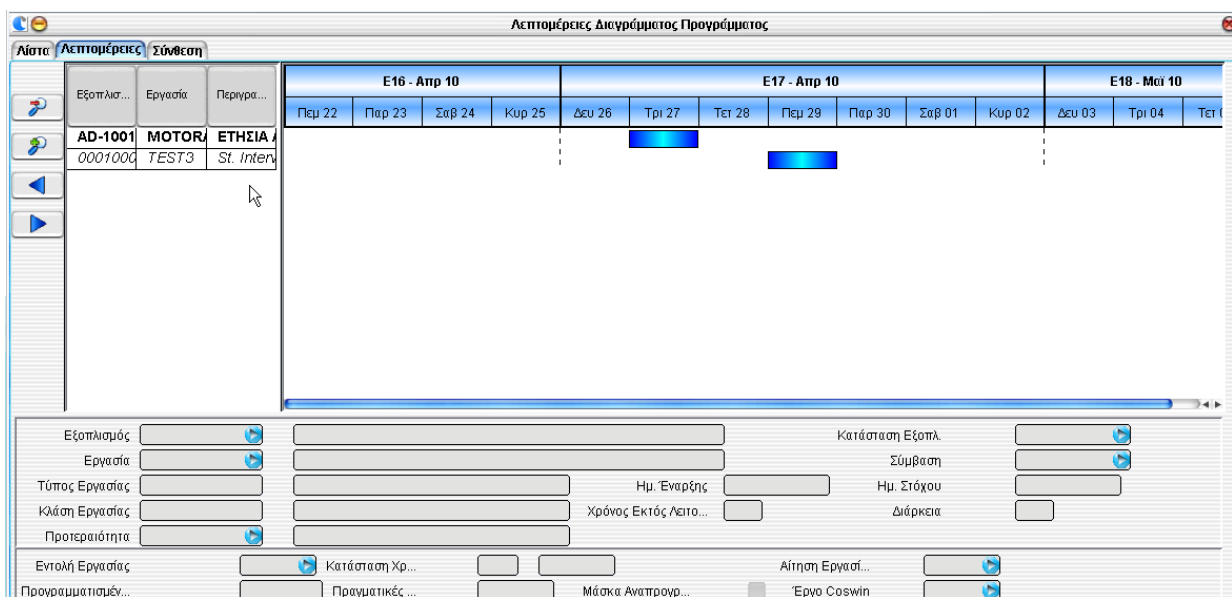 Λεπτομέρειες Διαγράμματος Προγράμματος
Λίστα Λεπτομέρειες Σύνθεση
Εξοπλισ... Εργασία Περιγρα...
E16 - Απρ 10 E17 - Απρ 10 E18 - Μαϊ 10
Πεμ 22 Παρ 23 Σαβ 24 Κυρ 25 Δευ 26 Τρι 27 Τετ 28 Πεμ 29 Παρ 30 Σαβ 01 Κυρ 02 Δευ 03 Τρι 04 Τετ
AD-1001 MOTOR ΕΤΗΣΙΑ
0001000 TEST3 St. Interv
Εξοπλισμός Κατάσταση Εξοπλ.
Εργασία Σύμβαση
Τύπος Εργασίας Ημ. Έναρξης Ημ. Στόχου
Κλάση Εργασίας Χρόνος Εκτός Λειτο... Διάρκεια
Προτεραιότητα
Εντολή Εργασίας Κατάσταση Χρ... Αίτηση Εργασί...
Προγραμματισμέν... Πραγματικές ... Μάσκα Αναπρογρ... Έργο Coswin